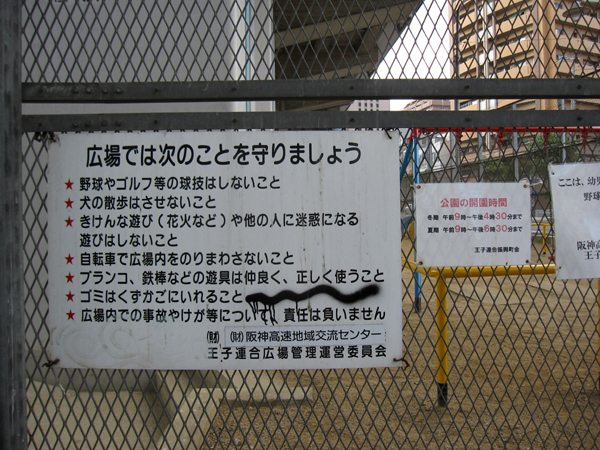 広場では次のことを守りましょう
★野球やゴルフ等の球技はしないこと
★犬の散歩はさせないこと
★きけんな遊び(花火など)や他の人に迷惑になる
遊びはしないこと
★自転車で広場内をのりまわさないこと
★ブランコ、鉄棒などの遊具は仲良く、正しく使うこと
★ゴミはくずかごにいれること
★広場内での事故やけが等について、責任は負いません
(財) (財)阪神高速地域交流センター
王子連合広場管理運営委員会
公園の開園時間
冬期 午前9時〜午後4時30分まで
夏期 午前9時〜午後6時30分まで
王子連合振興町会
ここは、幼児
野球
阪神高速
王子連